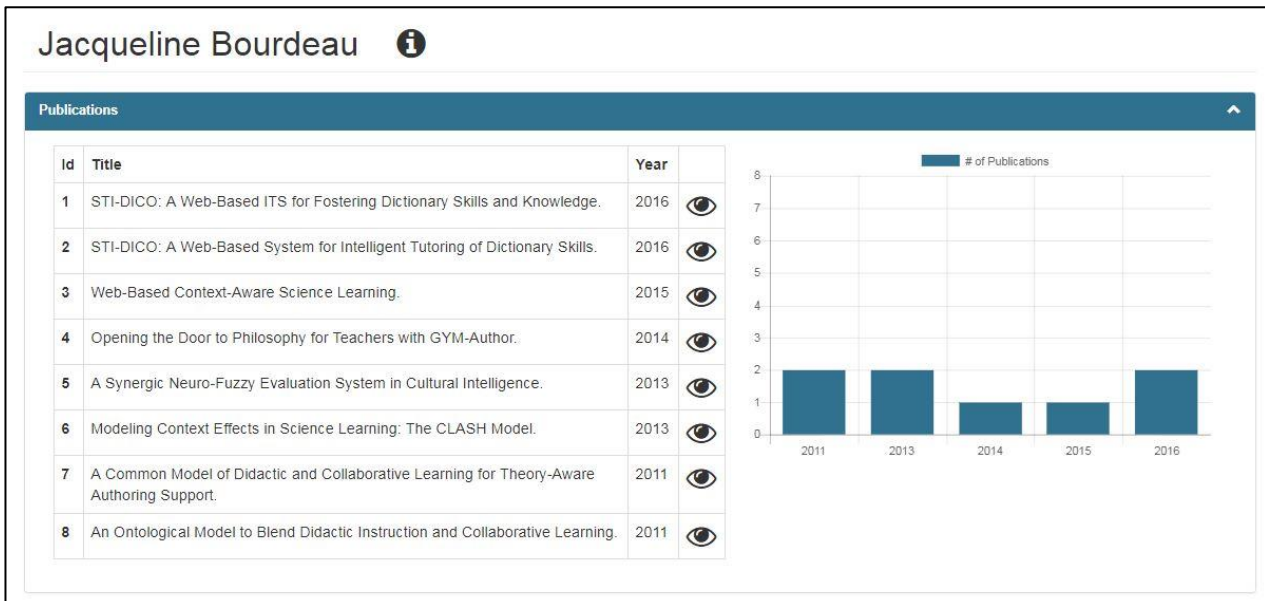 Jacqueline Bourdeau
Publications
Id Title Year
1 STI-DICO: A Web-Based ITS for Fostering Dictionary Skills and Knowledge. 2016
2 STI-DICO: A Web-Based System for Intelligent Tutoring of Dictionary Skills. 2016
3 Web-Based Context-Aware Science Learning. 2015
4 Opening the Door to Philosophy for Teachers with GYM-Author. 2014
5 A Synergic Neuro-Fuzzy Evaluation System in Cultural Intelligence. 2013
6 Modeling Context Effects in Science Learning: The CLASH Model. 2013
7 A Common Model of Didactic and Collaborative Learning for Theory-Aware 2011
Authoring Support.
8 An Ontological Model to Blend Didactic Instruction and Collaborative Learning. 2011
# of Publications
8
7
6
5
4
3
2
1
0
2011 2013 2014 2015 2016